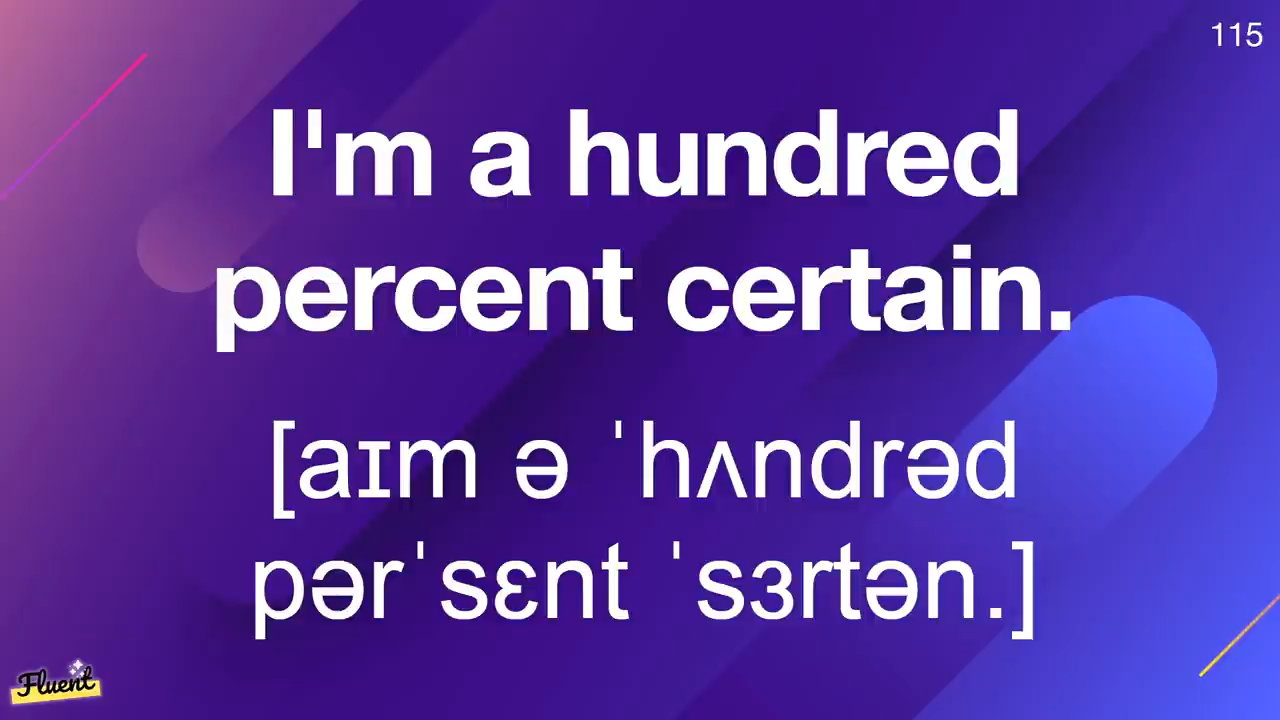 115
I'm a hundred
percent certain.
[aɪm ə ˈhʌndrəd
pərˈsɛnt ˈsɜrtən.]
Fluent